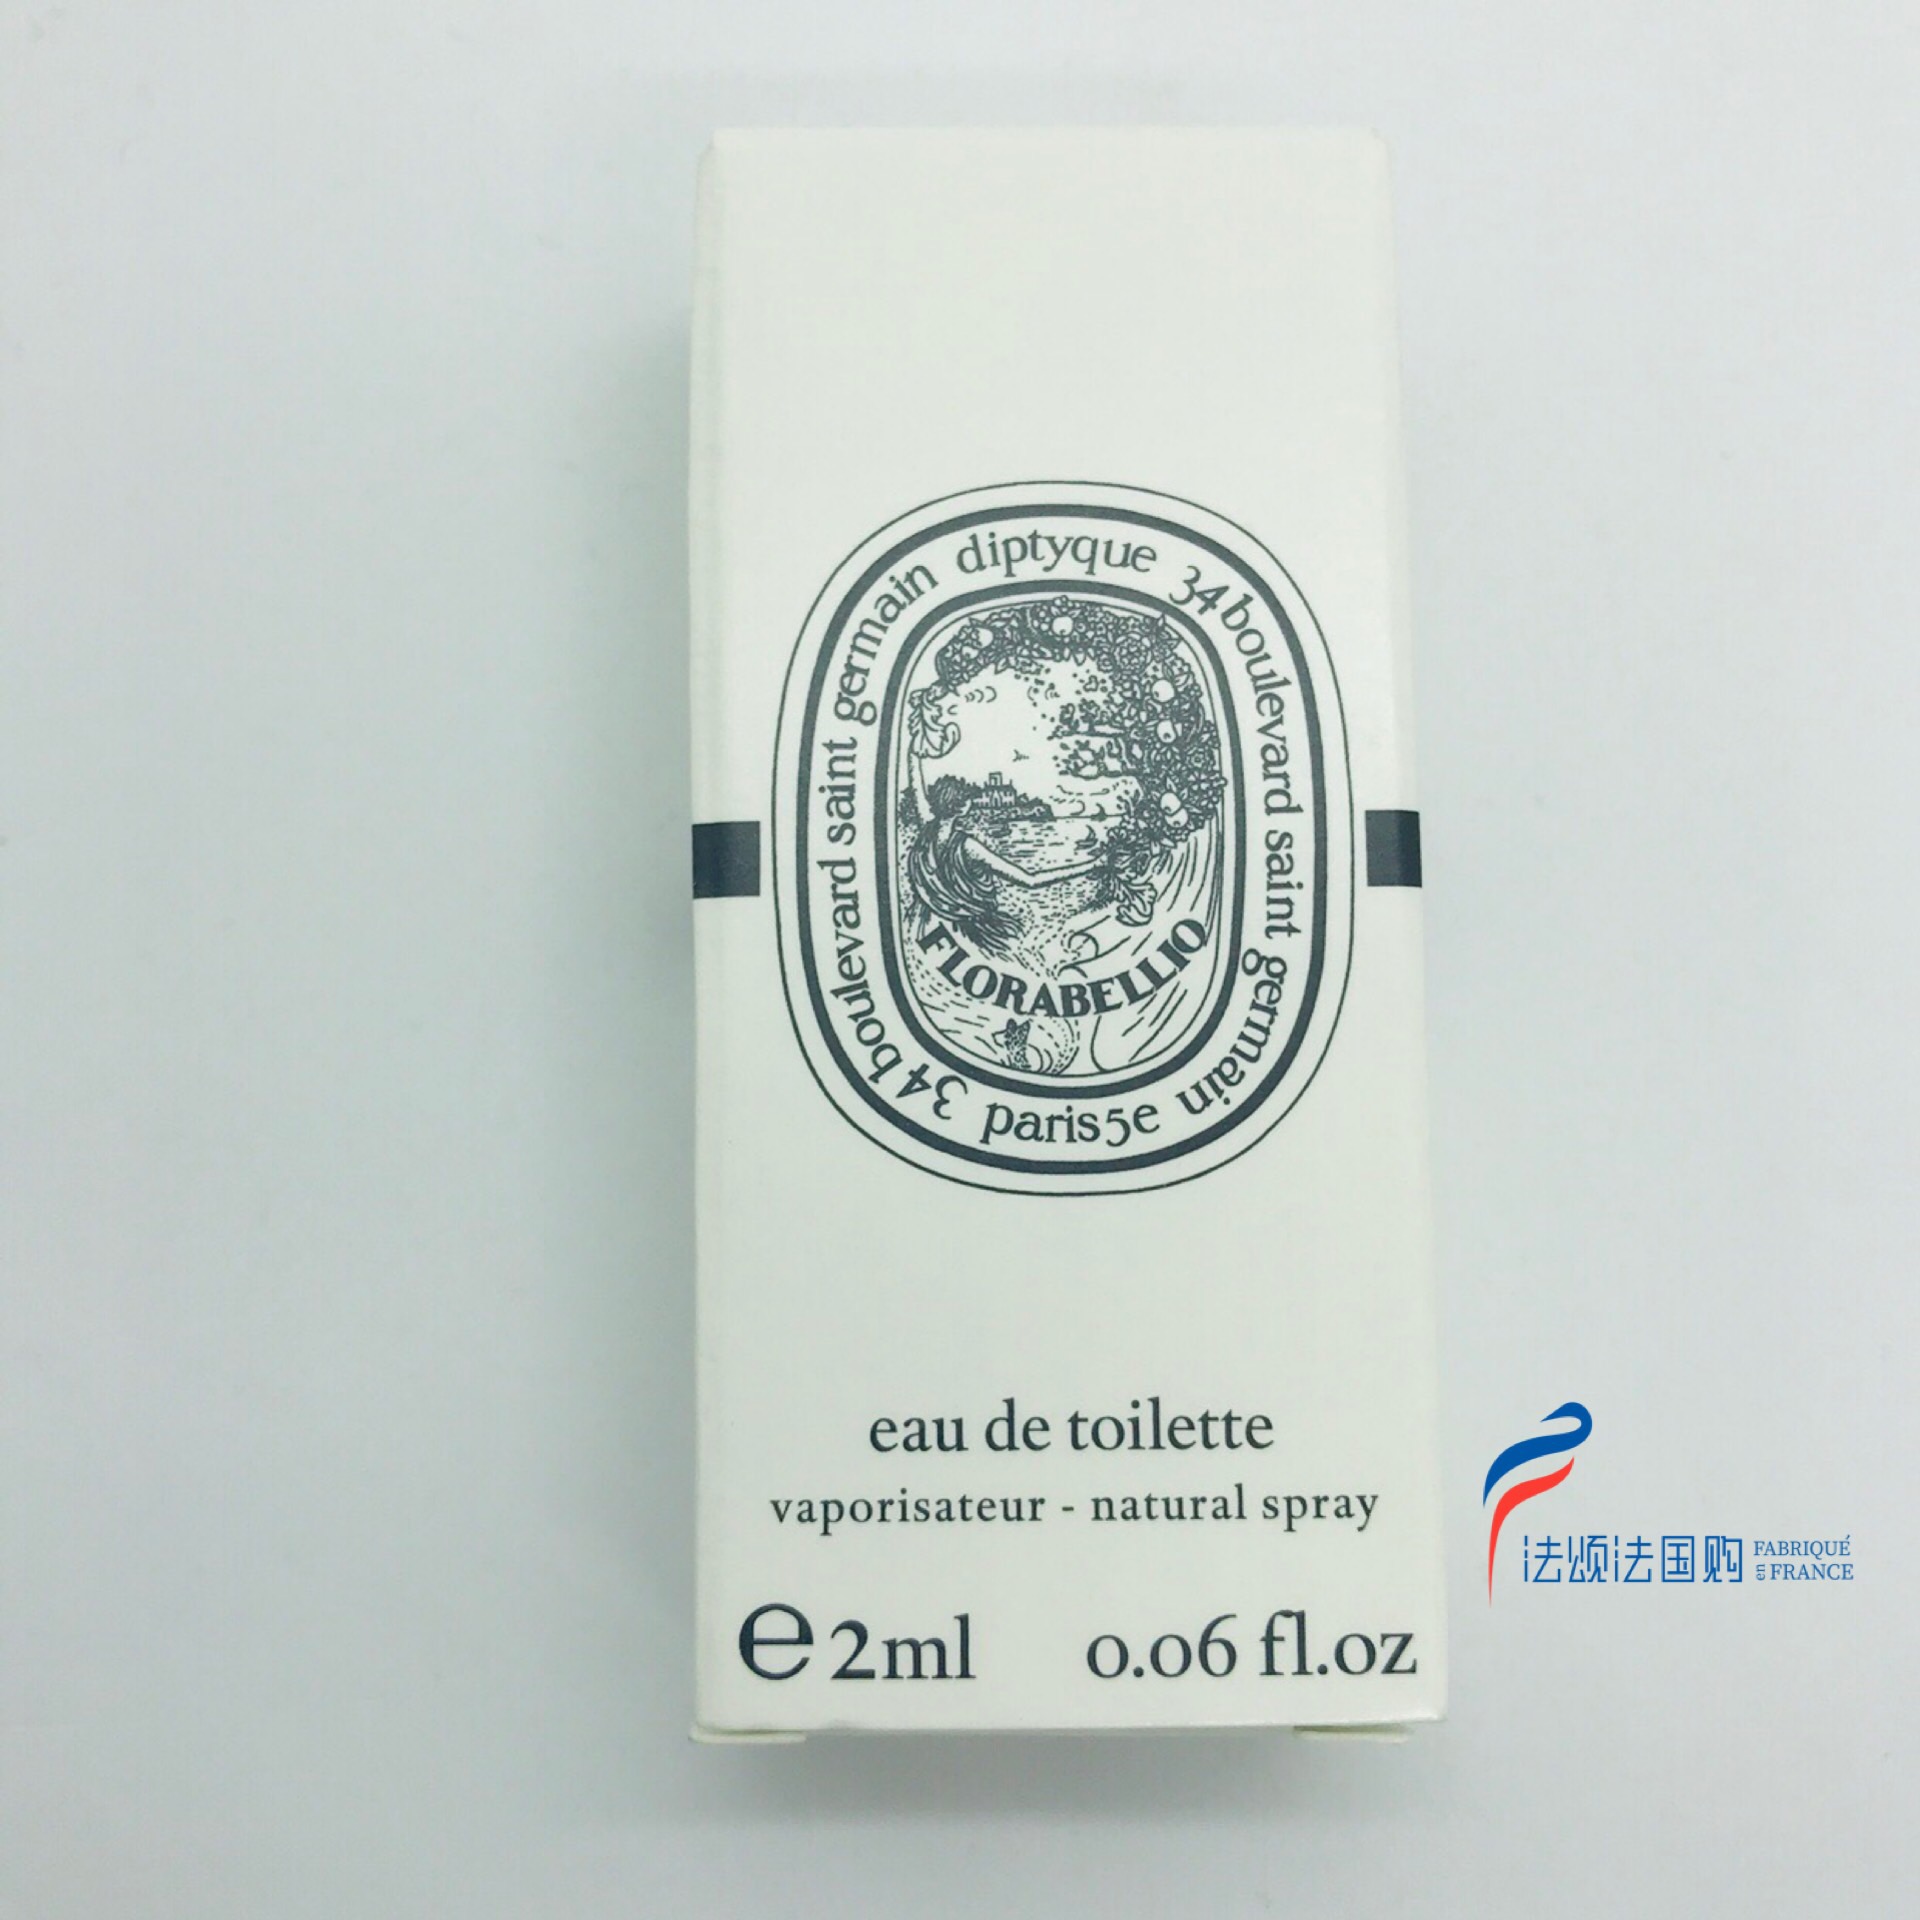 diptyque 34 boulevard saint germain paris 5e 34 boulevard saint germain
FLORABELLIO
eau de toilette
vaporisateur - natural spray
e 2ml 0.06 fl.oz
法颂法国购 FABRIQUÉ
en FRANCE